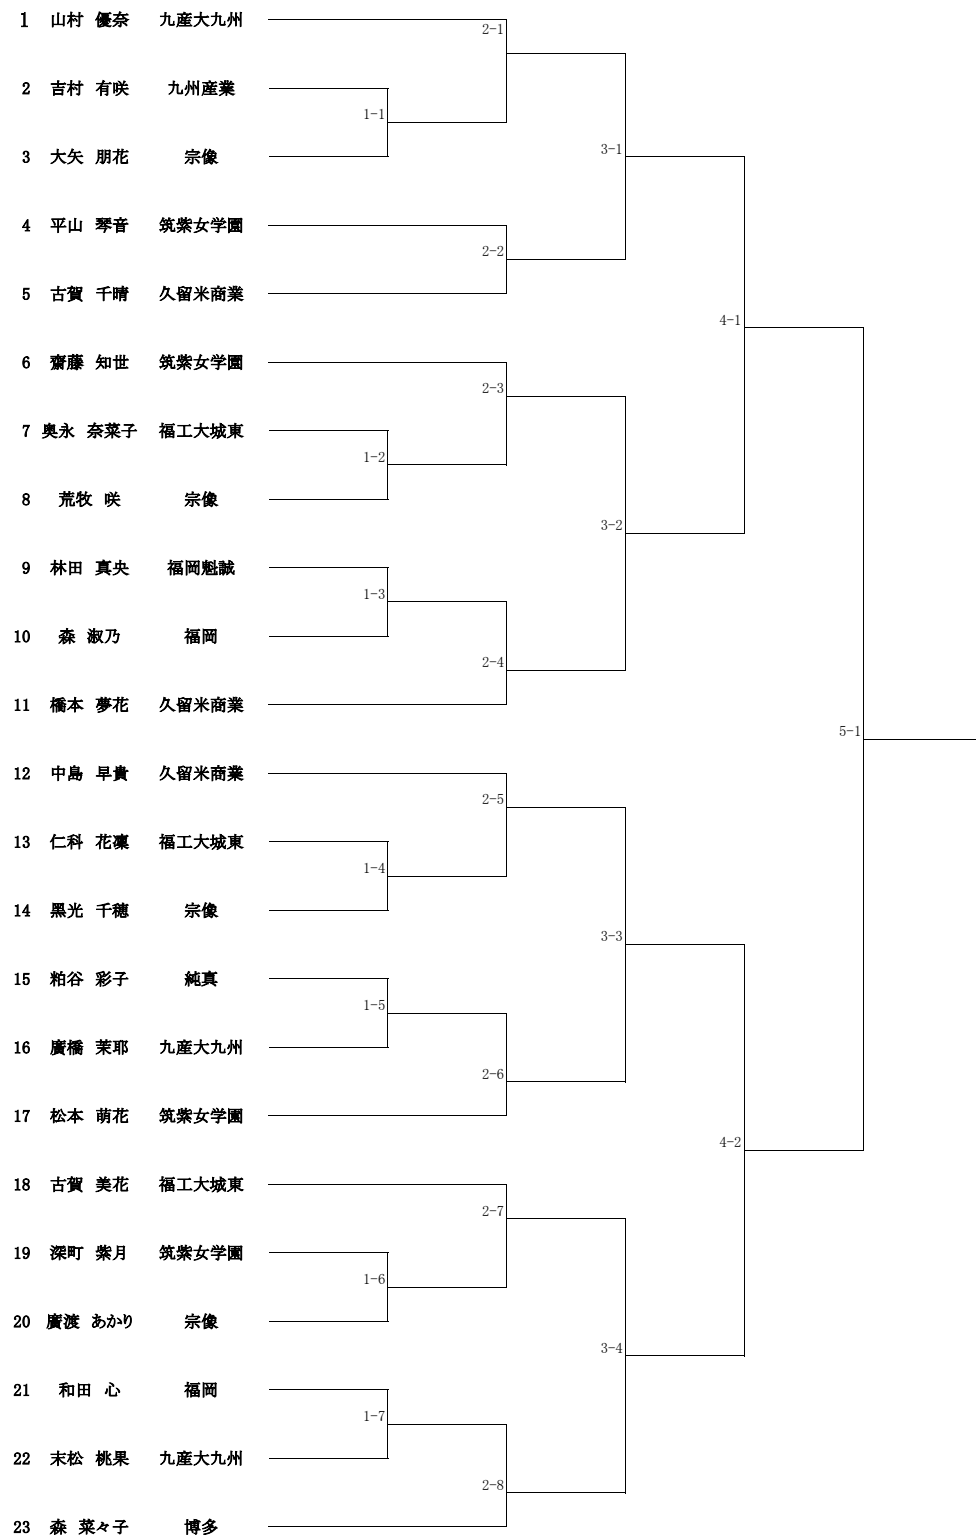 1 山村 優奈 九産大九州
2-1
2 吉村 有咲 九州産業
1-1
3 大矢 朋花 宗像
3-1
4 平山 琴音 筑紫女学園
2-2
5 古賀 千晴 久留米商業
4-1
6 齋藤 知世 筑紫女学園
2-3
7 奥永 奈菜子 福工大城東
1-2
8 荒牧 咲 宗像
3-2
9 林田 真央 福岡魁誠
1-3
10 森 淑乃 福岡
2-4
11 橋本 夢花 久留米商業
5-1
12 中島 早貴 久留米商業
2-5
13 仁科 花凜 福工大城東
1-4
14 黒光 千穂 宗像
3-3
15 粕谷 彩子 純真
1-5
16 廣橋 茉耶 九産大九州
2-6
17 松本 萌花 筑紫女学園
4-2
18 古賀 美花 福工大城東
2-7
19 深町 紫月 筑紫女学園
1-6
20 廣渡 あかり 宗像
3-4
21 和田 心 福岡
1-7
22 末松 桃果 九産大九州
2-8
23 森 菜々子 博多